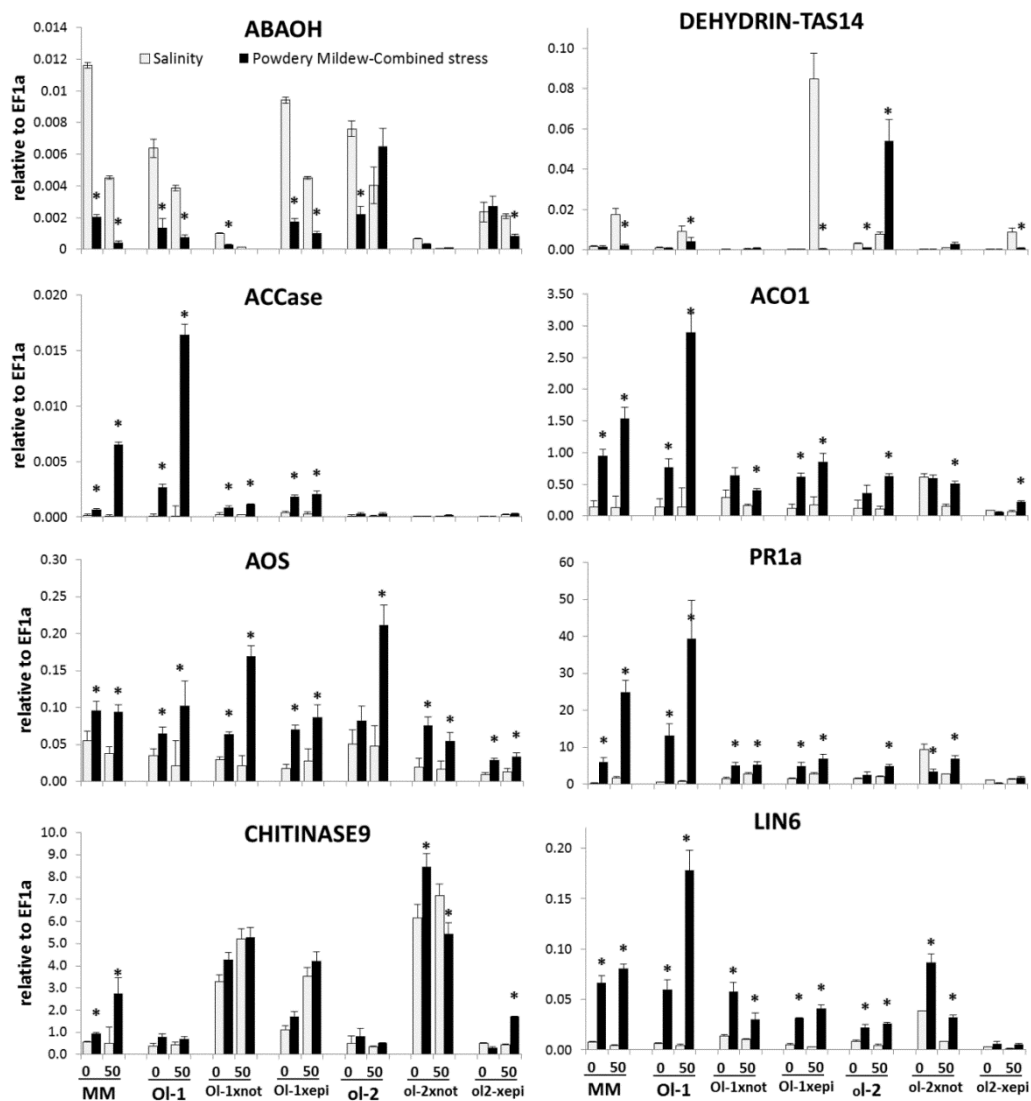 ABAOH
Salinity
Powdery Mildew-Combined stress
relative to EF1a
0.014
0.012
0.01
0.008
0.006
0.004
0.002
0
* * * * * * * * *
DEHYDRIN-TAS14
0.10
0.08
0.06
0.04
0.02
0.00
* * * * * *
ACCase
relative to EF1a
0.020
0.015
0.010
0.005
0.000
* * * * * * * *
ACO1
3.50
3.00
2.50
2.00
1.50
1.00
0.50
0.00
* * * * * * * * * *
AOS
relative to EF1a
0.30
0.25
0.20
0.15
0.10
0.05
0.00
* * * * * * * * * * * * *
PR1a
60
50
40
30
20
10
0
* * * * * * * * * * *
CHITINASE9
relative to EF1a
10.0
9.0
8.0
7.0
6.0
5.0
4.0
3.0
2.0
1.0
0.0
* * * * *
0 50 0 50 0 50 0 50 0 50 0 50 0 50
MM Ol-1 Ol-1xnot Ol-1xepi ol-2 ol-2xnot ol2-xepi
LIN6
0.20
0.15
0.10
0.05
0.00
* * * * * * * * * * * *
0 50 0 50 0 50 0 50 0 50 0 50 0 50
MM Ol-1 Ol-1xnot Ol-1xepi ol-2 ol-2xnot ol2-xepi